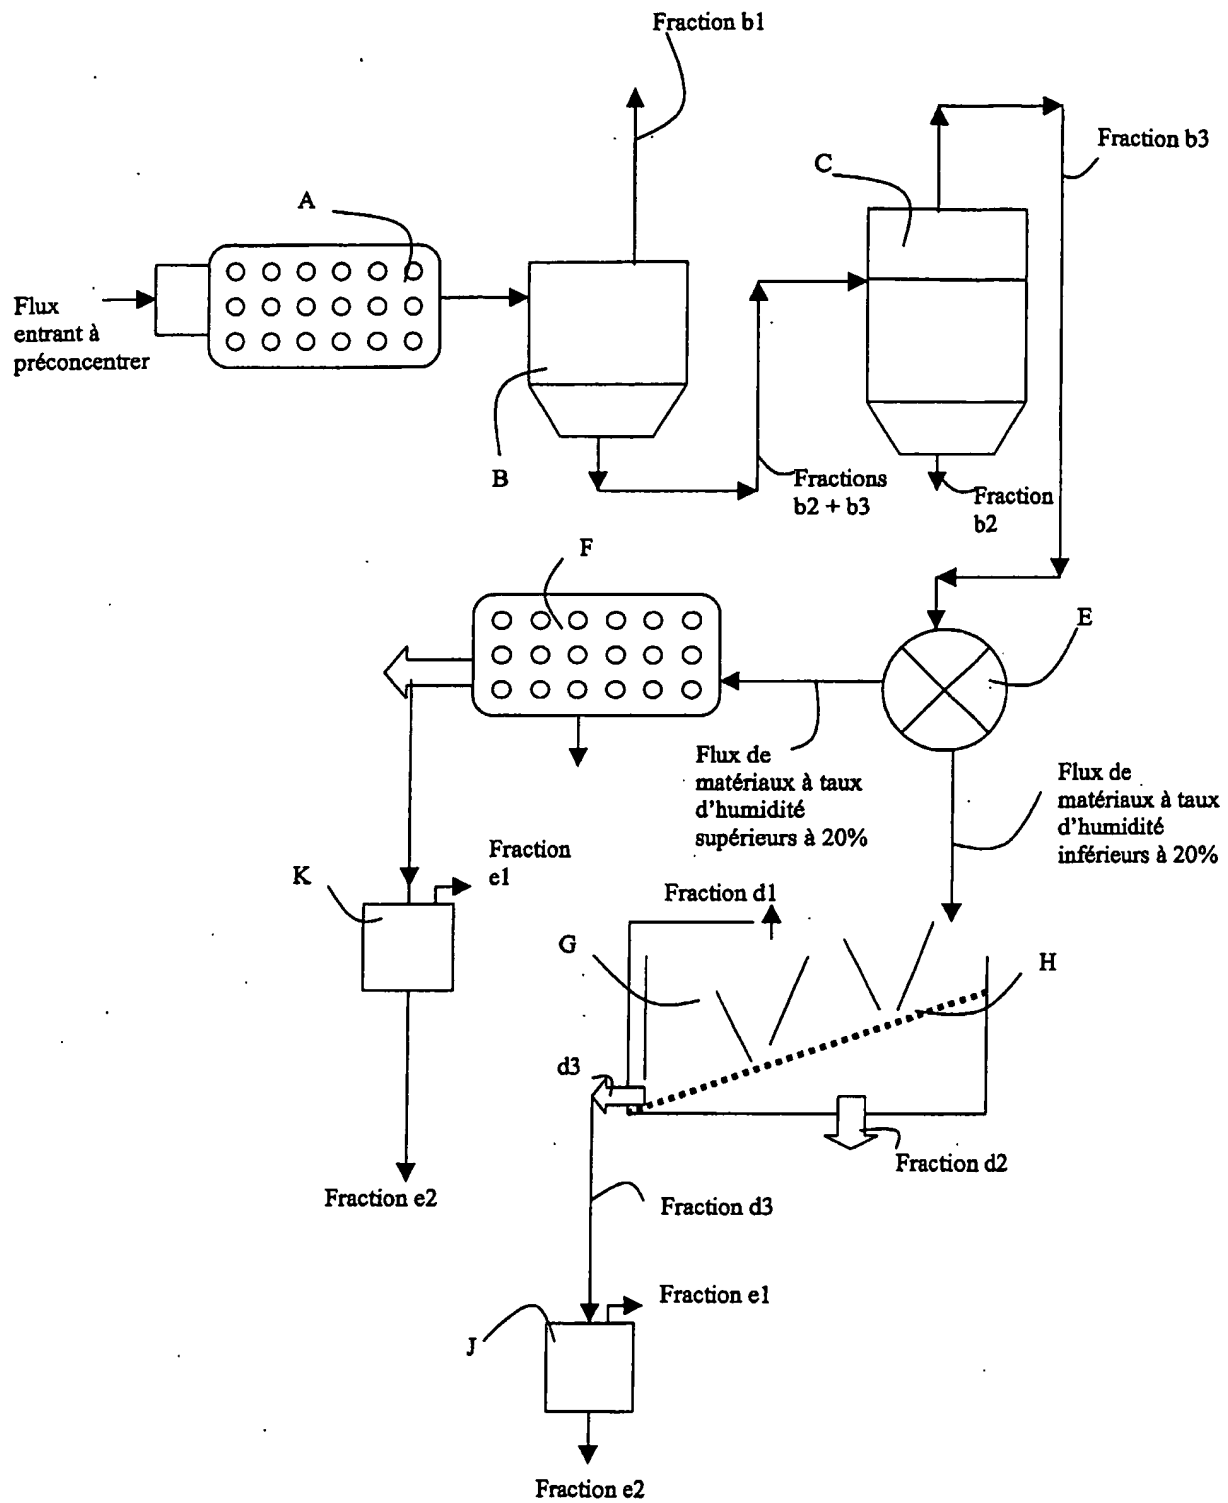 Fraction b1
Fraction b3
C
A
Flux
entrant à
préconcentrer
B
Fractions
b2 + b3
Fraction
b2
F
E
Flux de
matériaux à taux
d'humidité
supérieurs à 20%
Flux de
matériaux à taux
d'humidité
inférieurs à 20%
Fraction
e1
K
Fraction d1
G
H
d3
Fraction d2
Fraction e2
Fraction d3
Fraction e1
J
Fraction e2